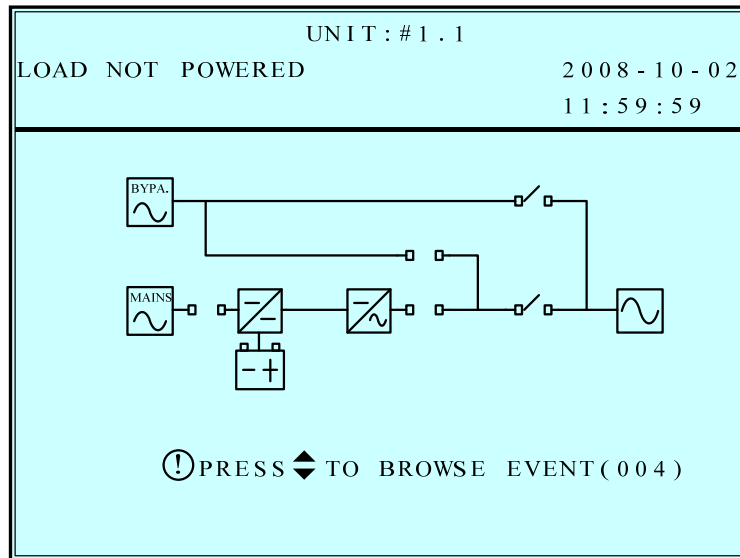 UNIT:#1.1
LOAD NOT POWERED
2008-10-02
11:59:59
BYPA.
MAINS
PRESS TO BROWSE EVENT(004)